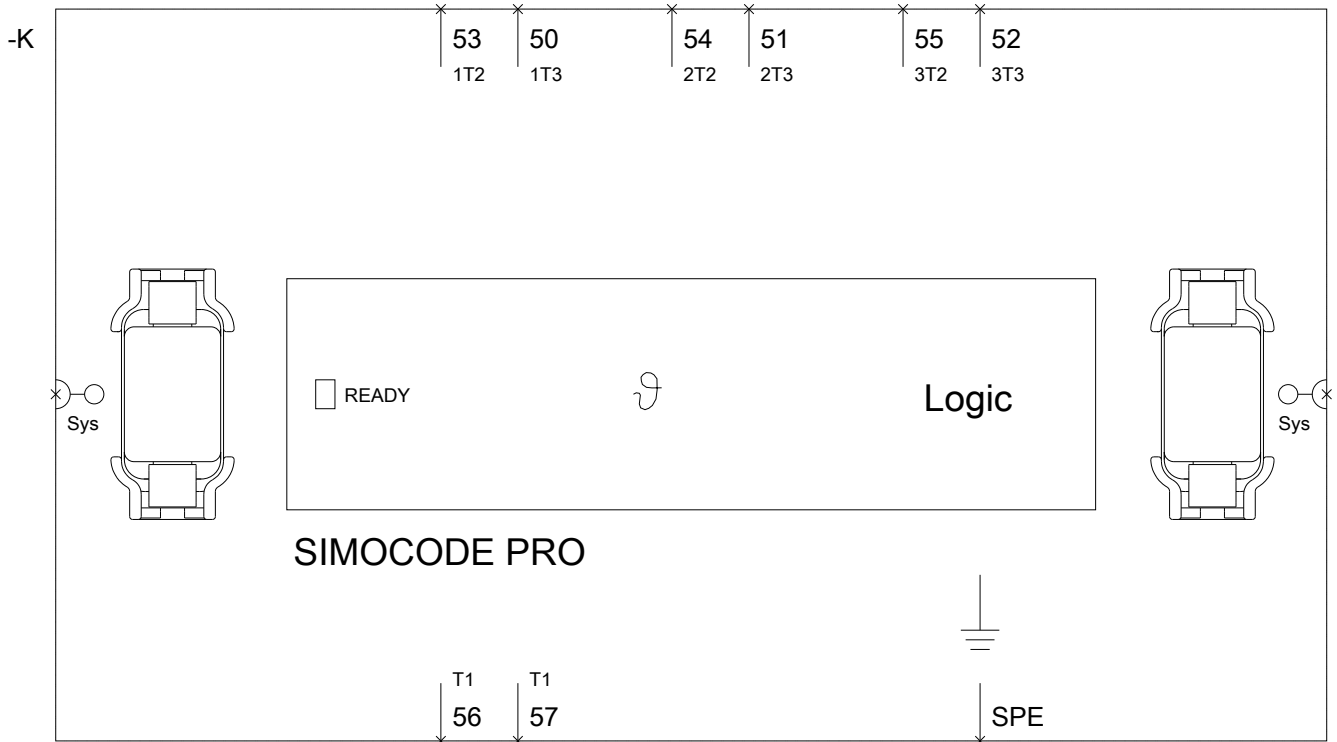 -K
53 50 54 51 55 52
1T2 1T3 2T2 2T3 3T2 3T3
READY ϑ Logic
Sys Sys
SIMOCODE PRO
T1 T1
56 57 SPE